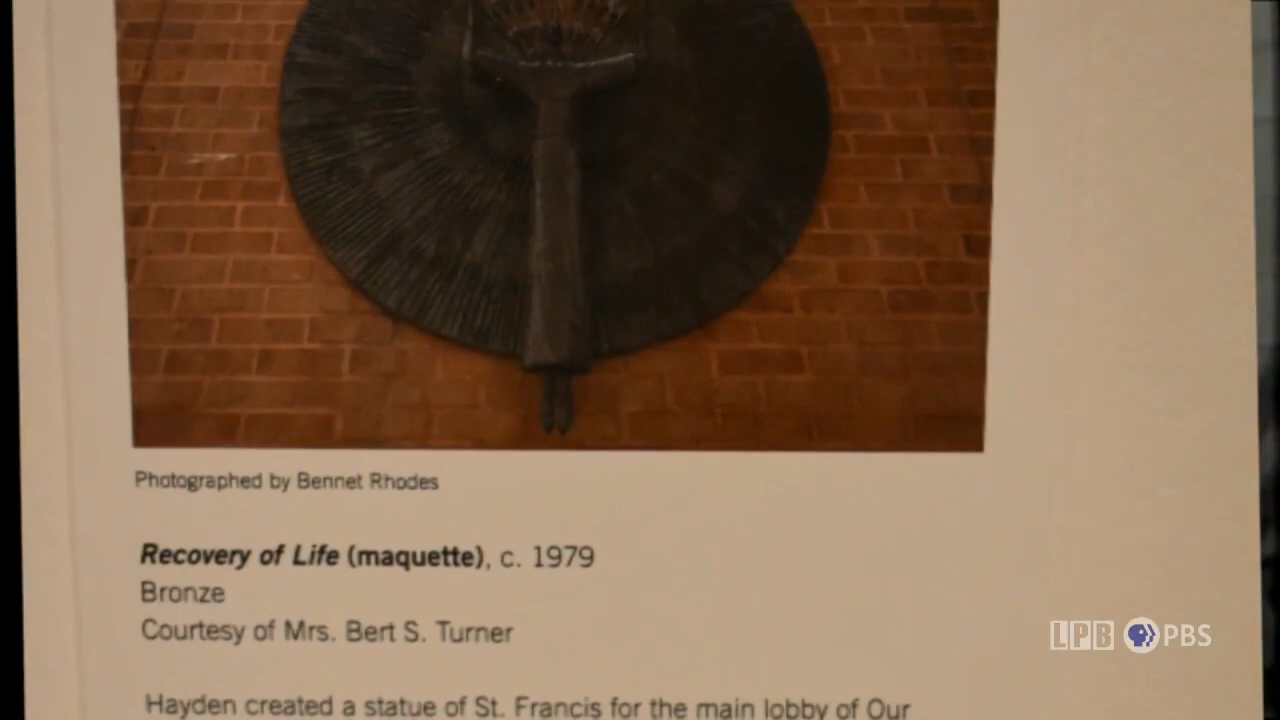 Photographed by Bennet Rhodes
Recovery of Life (maquette), c. 1979
Bronze
Courtesy of Mrs. Bert S. Turner
Hayden created a statue of St. Francis for the main lobby of Our
LPB PBS